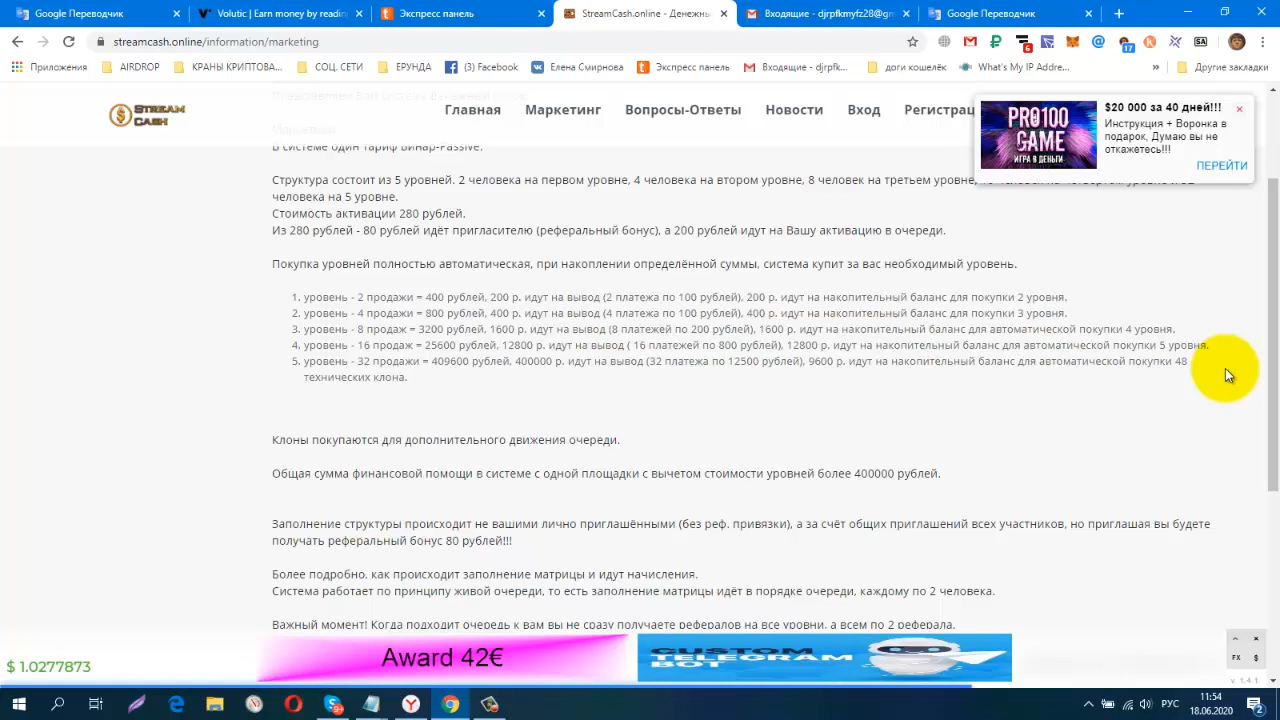 Google Переводчик
Volutic | Earn money by reading
Экспресс панель
StreamCash.online - Денежны
Входящие - djrpfkmyfz28@gm
Google Переводчик
streamcash.online/information/marketing
6
17
SA
Приложения
AIRDROP
КРАНЫ КРИПТОВА...
СОЦ. СЕТИ
ЕРУНДА
(3) Facebook
Елена Смирнова
Экспресс панель
Входящие - djrpfk...
доги кошелёк
What's My IP Addre...
»
Другие закладки
STREAM
CASH
Главная
Маркетинг
Вопросы-Ответы
Новости
Вход
Регистрац
PRO100
GAME
ИГРА В ДЕНЬГИ
$20 000 за 40 дней!!!
Инструкция + Воронка в
подарок, Думаю вы не
откажетесь!!!
ПЕРЕЙТИ
В системе один тариф Бинар-Passive.
Структура состоит из 5 уровней. 2 человека на первом уровне, 4 человека на втором уровне, 8 человек на третьем уровне,
человека на 5 уровне.
Стоимость активации 280 рублей.
Из 280 рублей - 80 рублей идёт пригласителю (реферальный бонус), а 200 рублей идут на Вашу активацию в очереди.
Покупка уровней полностью автоматическая, при накоплении определённой суммы, система купит за вас необходимый уровень.
1. уровень - 2 продажи = 400 рублей, 200 р. идут на вывод (2 платежа по 100 рублей), 200 р. идут на накопительный баланс для покупки 2 уровня.
2. уровень - 4 продажи = 800 рублей, 400 р. идут на вывод (4 платежа по 100 рублей), 400 р. идут на накопительный баланс для покупки 3 уровня.
3. уровень - 8 продаж = 3200 рублей, 1600 р. идут на вывод (8 платежей по 200 рублей), 1600 р. идут на накопительный баланс для автоматической покупки 4 уровня.
4. уровень - 16 продаж = 25600 рублей, 12800 р. идут на вывод ( 16 платежей по 800 рублей), 12800 р. идут на накопительный баланс для автоматической покупки 5 уровня.
5. уровень - 32 продажи = 409600 рублей, 400000 р. идут на вывод (32 платежа по 12500 рублей), 9600 р. идут на накопительный баланс для автоматической покупки 48
технических клона.
Клоны покупаются для дополнительного движения очереди.
Общая сумма финансовой помощи в системе с одной площадки с вычетом стоимости уровней более 400000 рублей.
Заполнение структуры происходит не вашими лично приглашёнными (без реф. привязки), а за счёт общих приглашений всех участников, но приглашая вы будете
получать реферальный бонус 80 рублей!!!
Более подробно. как происходит заполнение матрицы и идут начисления.
Система работает по принципу живой очереди, то есть заполнение матрицы идёт в порядке очереди, каждому по 2 человека.
Важный момент! Когда подходит очередь к вам вы не сразу получаете рефералов на все уровни. а всем по 2 реферала.
$ 1.0277873
Award 42€
CUSTOM
TELEGRAM
BOT
FX $
v. 1.4.1
РУС
11:54
18.06.2020
2